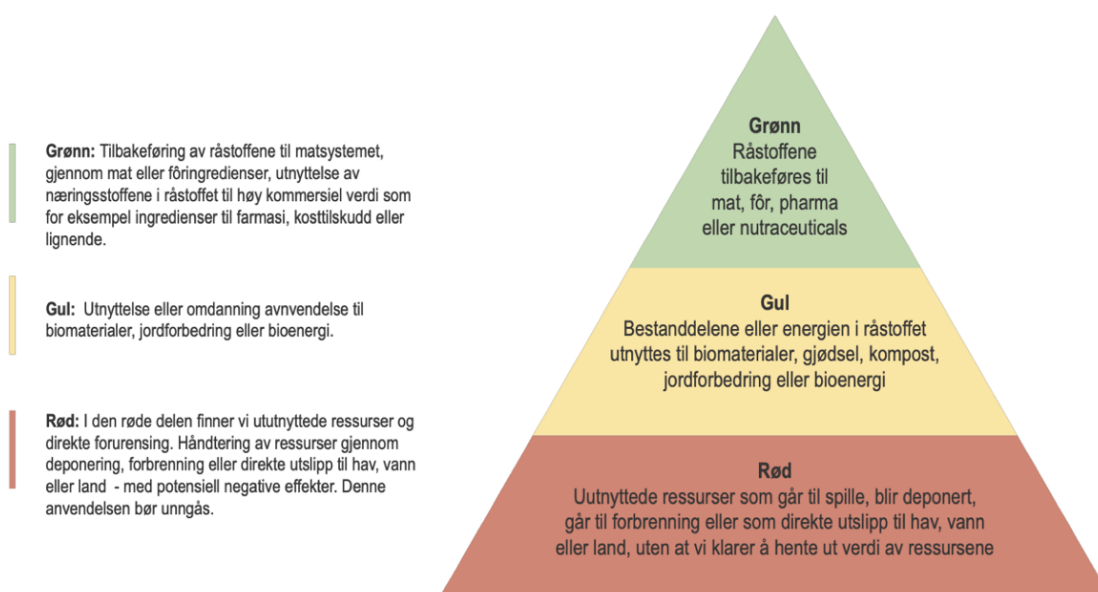 Grønn: Tilbakeføring av råstoffene til matsystemet,
gjennom mat eller fôringredienser, utnyttelse av
næringsstoffene i råstoffet til høy kommersiel verdi som
for eksempel ingredienser til farmasi, kosttilskudd eller
lignende.
Gul: Utnyttelse eller omdanning avnvendelse til
biomaterialer, jordforbedring eller bioenergi.
Rød: I den røde delen finner vi ututnyttede ressurser og
direkte forurensing. Håndtering av ressurser gjennom
deponering, forbrenning eller direkte utslipp til hav, vann
eller land - med potensiell negative effekter. Denne
anvendelsen bør unngås.
Grønn
Råstoffene
tilbakeføres til
mat, fôr, pharma
eller nutraceuticals
Gul
Bestanddelene eller energien i råstoffet
utnyttes til biomaterialer, gjødsel, kompost,
jordforbedring eller bioenergi
Rød
Uutnyttede ressurser som går til spille, blir deponert,
går til forbrenning eller som direkte utslipp til hav, vann
eller land, uten at vi klarer å hente ut verdi av ressursene